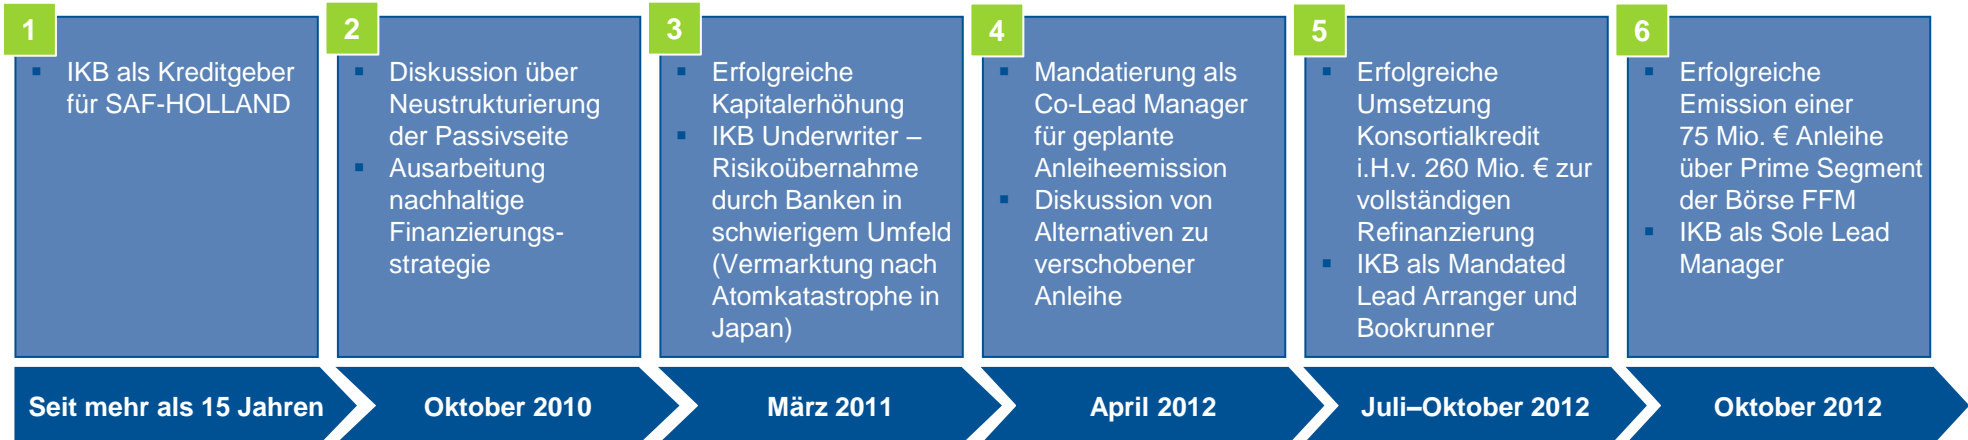 1
▪ IKB als Kreditgeber
für SAF-HOLLAND
2
▪ Diskussion über
Neustrukturierung
der Passivseite
▪ Ausarbeitung
nachhaltige
Finanzierungs-
strategie
3
▪ Erfolgreiche
Kapitalerhöhung
▪ IKB Underwriter –
Risikoübernahme
durch Banken in
schwierigem Umfeld
(Vermarktung nach
Atomkatastrophe in
Japan)
4
▪ Mandatierung als
Co-Lead Manager
für geplante
Anleiheemission
▪ Diskussion von
Alternativen zu
verschobener
Anleihe
5
▪ Erfolgreiche
Umsetzung
Konsortialkredit
i.H.v. 260 Mio. € zur
vollständigen
Refinanzierung
▪ IKB als Mandated
Lead Arranger und
Bookrunner
6
▪ Erfolgreiche
Emission einer
75 Mio. € Anleihe
über Prime Segment
der Börse FFM
▪ IKB als Sole Lead
Manager
Seit mehr als 15 Jahren
Oktober 2010
März 2011
April 2012
Juli–Oktober 2012
Oktober 2012